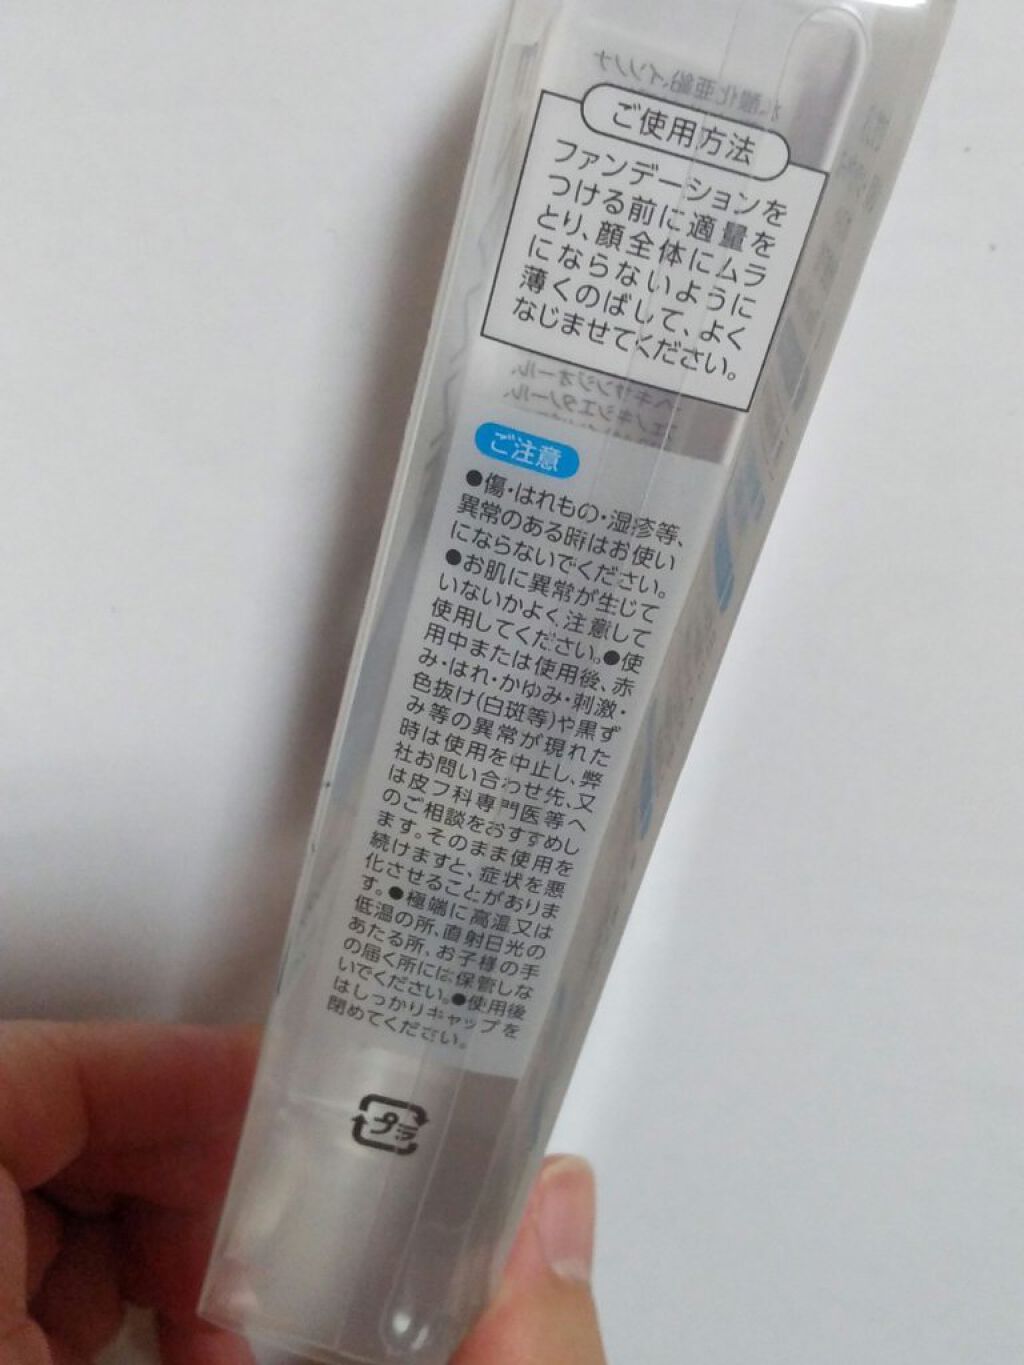 ご使用方法
ファンデーションを
つける前に適量を
とり、顔全体にムラ
にならないように
薄くのばして、よく
なじませてください。
ご注意
●傷・はれもの・湿疹等、
異常のある時はお使い
にならないでください。
●お肌に異常が生じて
いないかよく注意して
使用してください。●使
用中または使用後、赤
み・はれ・かゆみ・刺激・
色抜け(白斑等)や黒ず
み等の異常が現れた
時は使用を中止し、弊
社お問い合わせ先、又
は皮フ科専門医等へ
のご相談をおすすめし
ます。そのまま使用を
続けますと、症状を悪
化させることがありま
す。●極端に高温又は
低温の所、直射日光の
あたる所、お子様の手
の届く所には保管しな
いでください。●使用後
はしっかりキャップを
閉めてください。
プラ